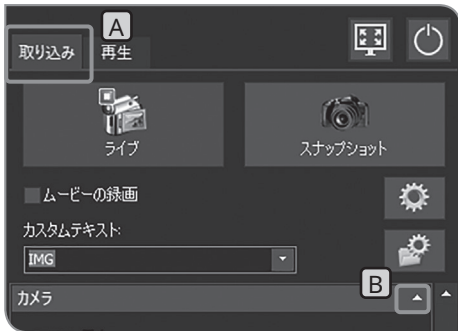 A
取り込み 再生
ライブ スナップショット
ムービーの録画
カスタムテキスト:
IMG
B
カメラ